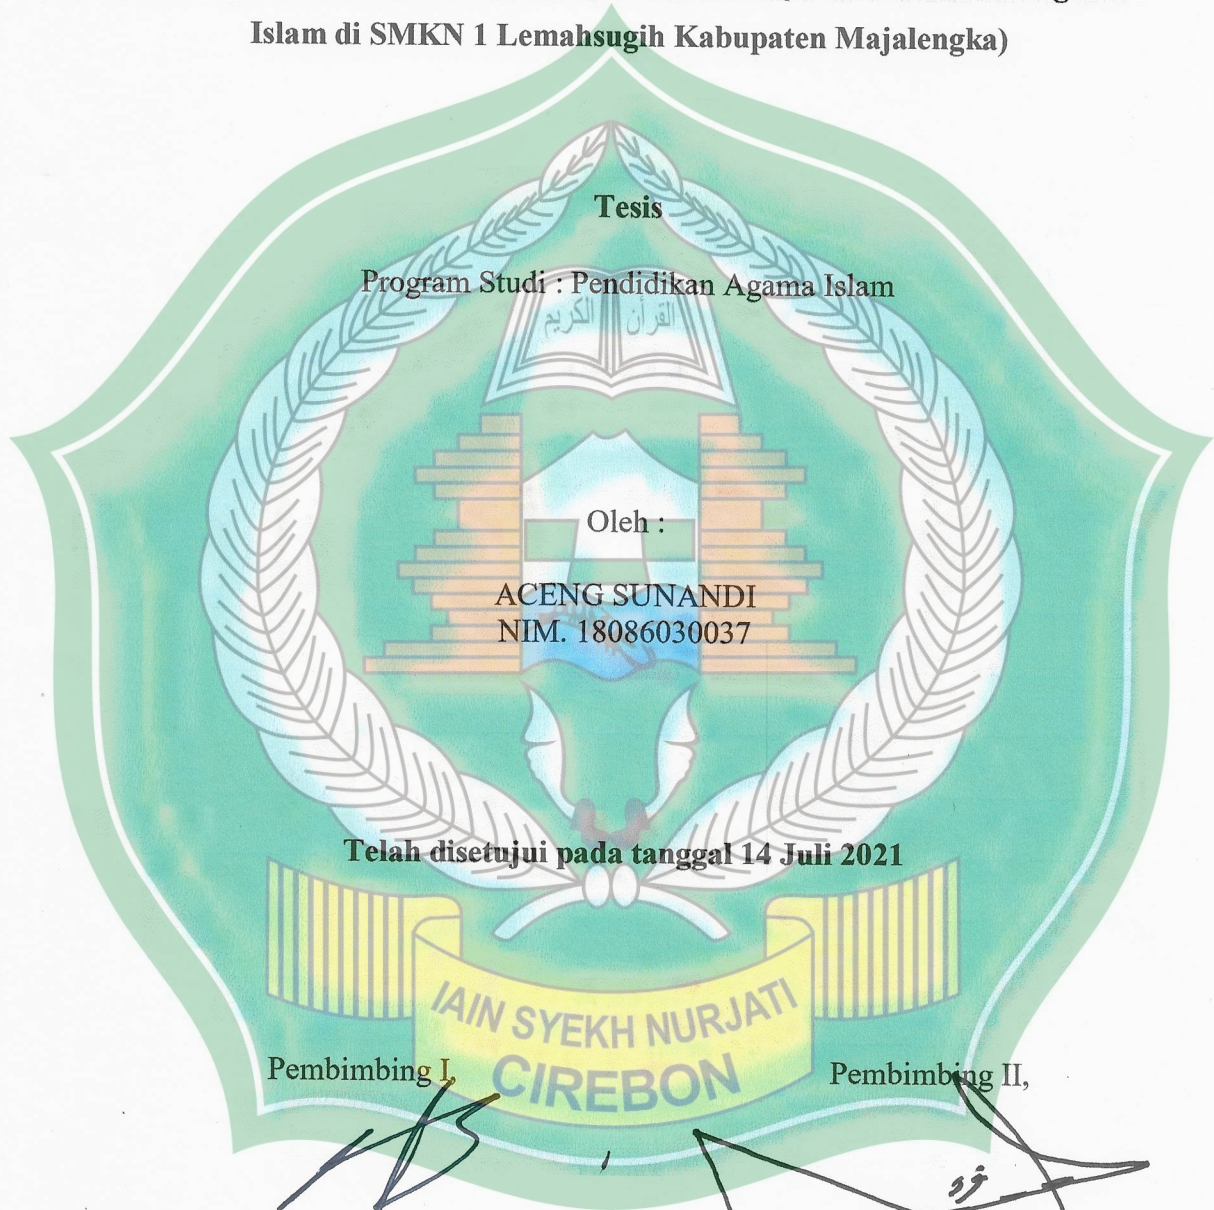 Islam di SMKN 1 Lemahsugih Kabupaten Majalengka)
Tesis
Program Studi : Pendidikan Agama Islam
القرآن الكريم
Oleh :
ACENG SUNANDI
NIM. 18086030037
Telah disetujui pada tanggal 14 Juli 2021
IAIN SYEKH NURJATI
CIREBON
Pembimbing I,
Pembimbing II,